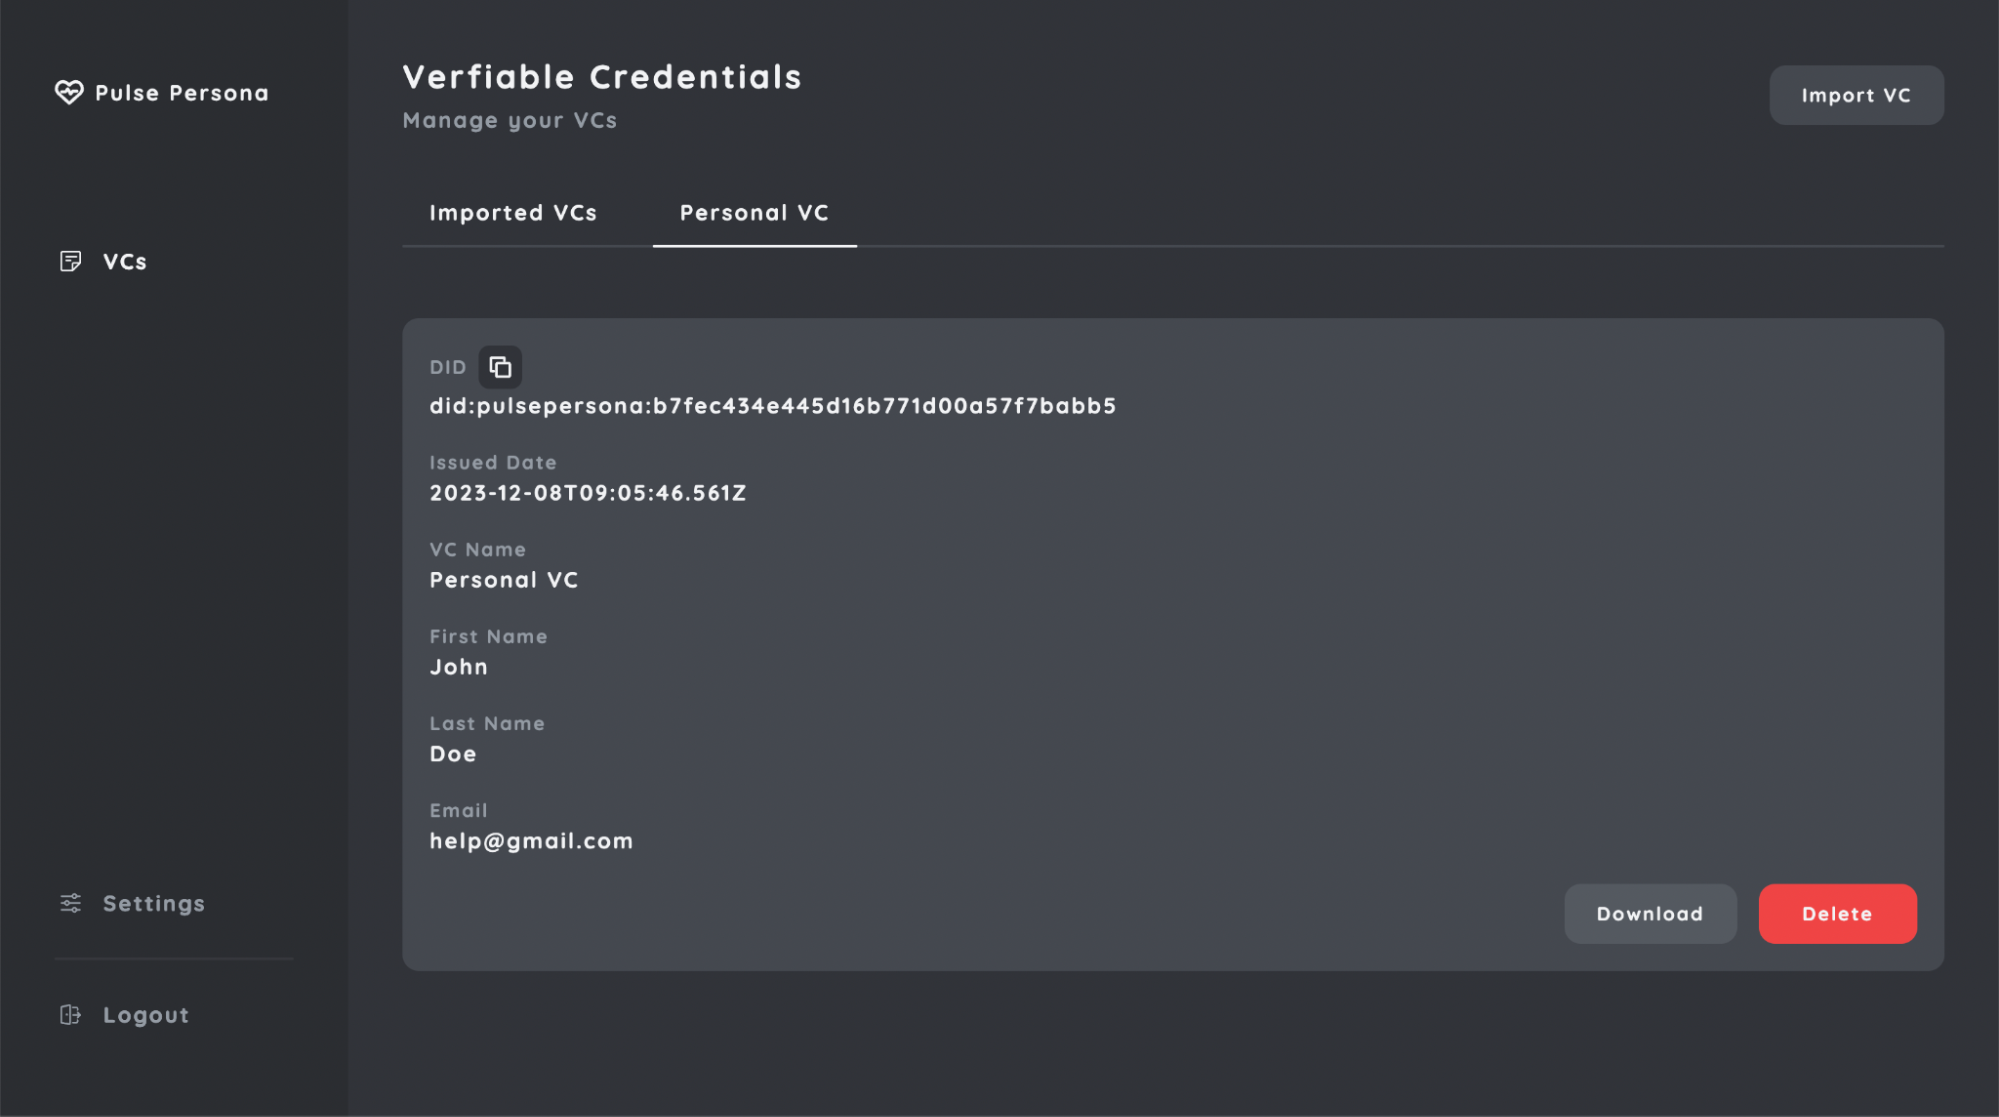 Pulse Persona
VCs
Settings
Logout
Verfiable Credentials
Manage your VCs
Import VC
Imported VCs
Personal VC
DID
did:pulsepersona:b7fec434e445d16b771d00a57f7babb5
Issued Date
2023-12-08T09:05:46.561Z
VC Name
Personal VC
First Name
John
Last Name
Doe
Email
help@gmail.com
Download
Delete